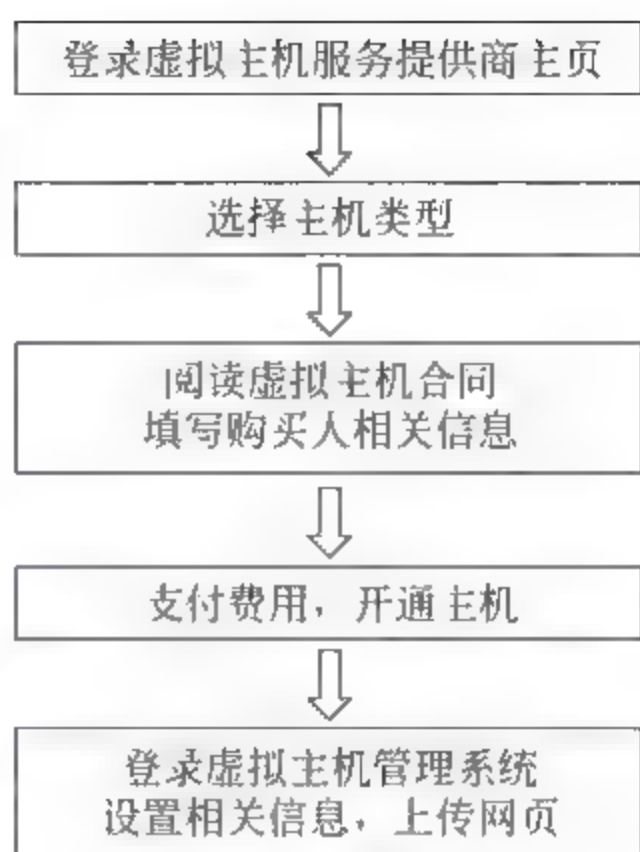 登录虚拟主机服务提供商主页
选择主机类型
阅读虚拟主机合同
填写购买人相关信息
支付费用，开通主机
登录虚拟主机管理系统
设置相关信息，上传网页